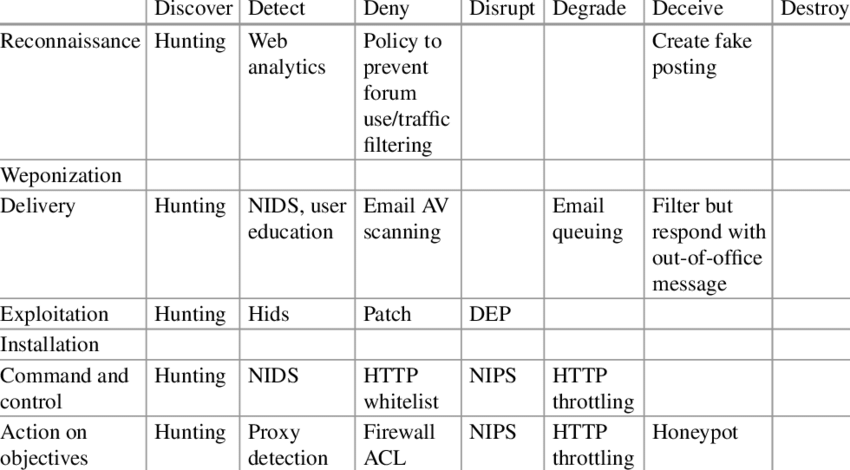 Discover Detect Deny Disrupt Degrade Deceive Destroy
Reconnaissance Hunting Web Policy to Create fake
analytics prevent posting
forum
use/traffic
filtering
Weponization
Delivery Hunting NIDS, user Email AV Email Filter but
education scanning queuing respond with
out-of-office
message
Exploitation Hunting Hids Patch DEP
Installation
Command and Hunting NIDS HTTP NIPS HTTP
control whitelist throttling
Action on Hunting Proxy Firewall NIPS HTTP Honeypot
objectives detection ACL throttling